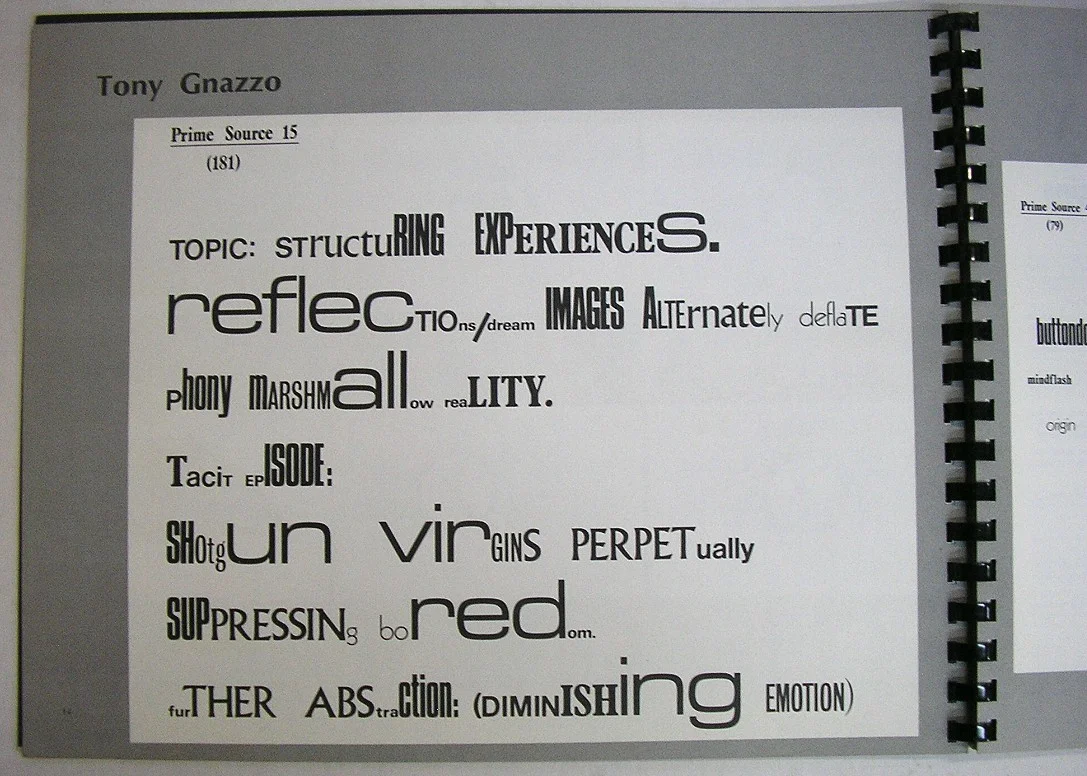 Tony Gnazzo
Prime Source 15
(181)
TOPIC: STructuRING EXPERIENCES.
reflecTIOns/dream IMAGES ALTErnately deflaTE
PhONy MARSHMallow reaLITY.
TaciT EPISODE:
SHOtgun virGINS PERPETually
SUPPRESSINg boredom.
furTHER ABStraction: (DIMINISHing EMOTION)
Prime Source
(79)
mindflash
origin